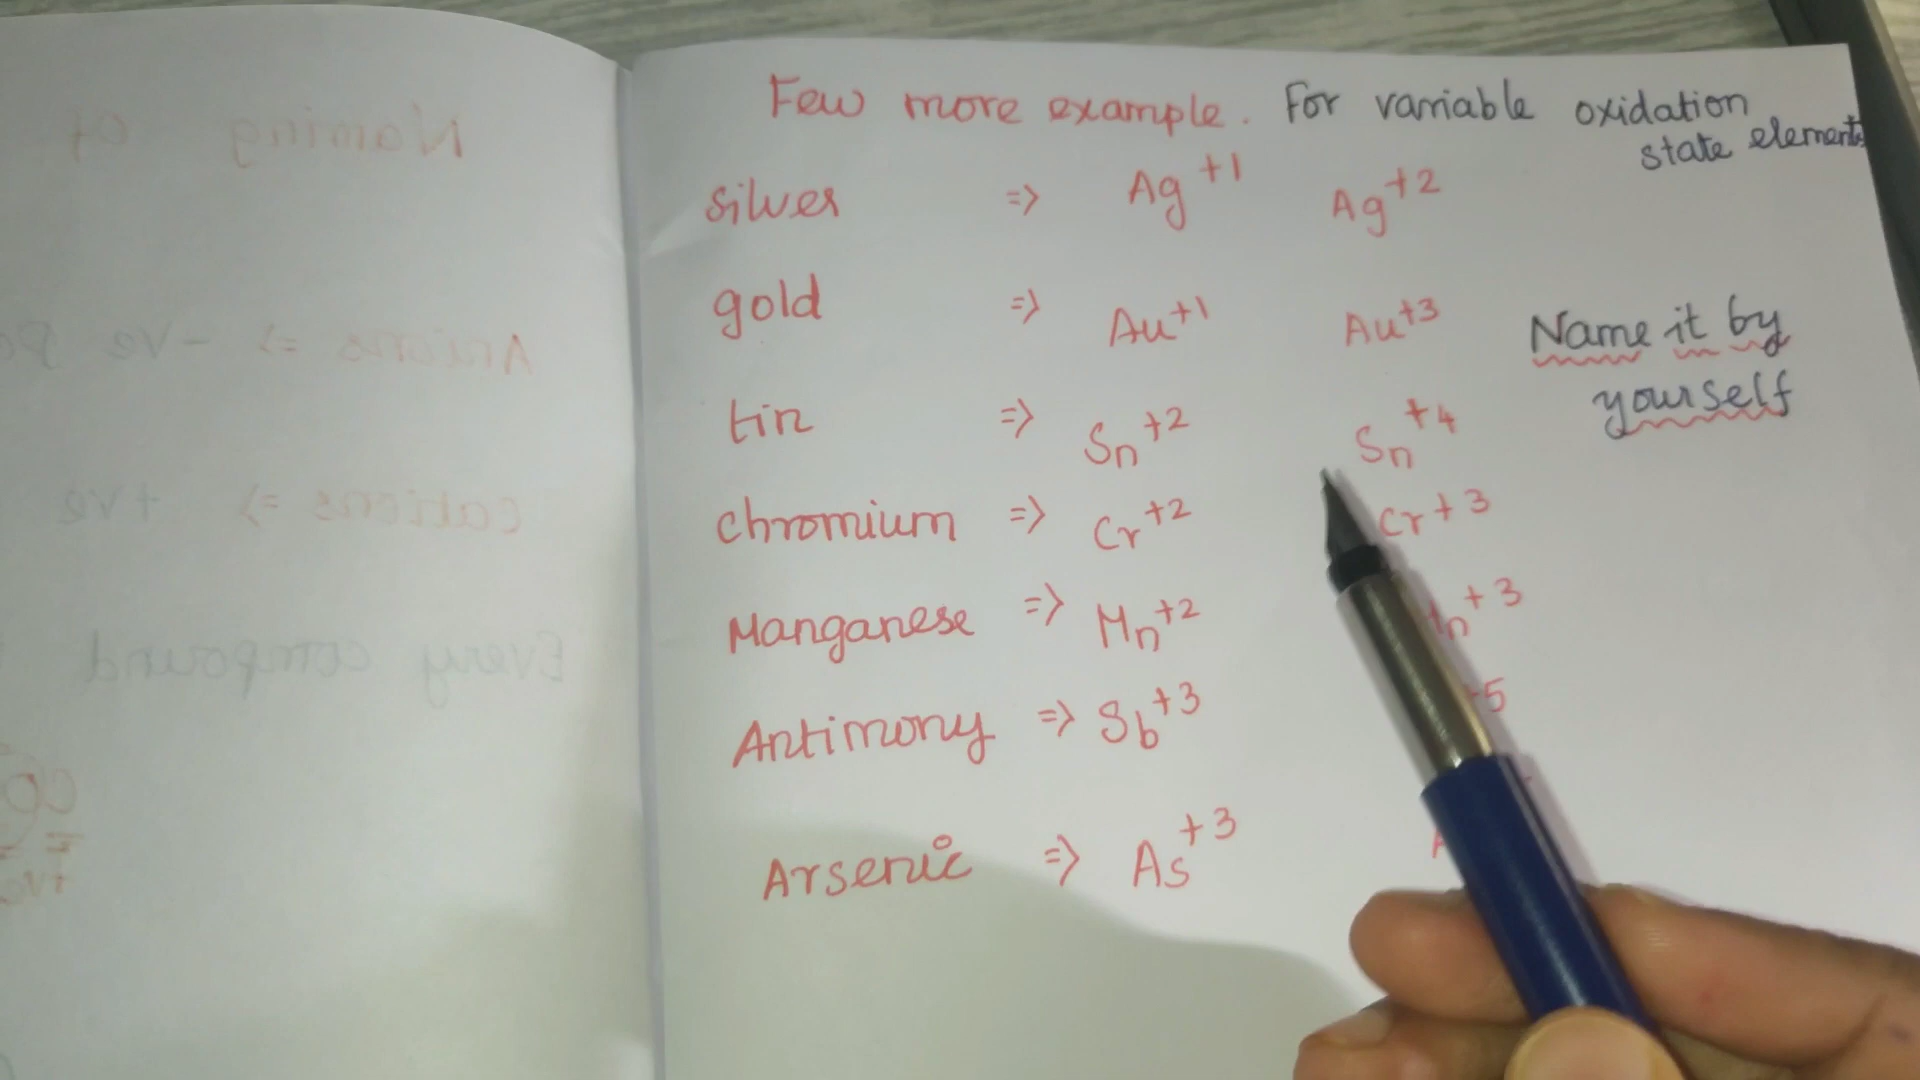 Few more example. For variable oxidation
state elements
silver => Ag +1 Ag +2
gold => Au +1 Au +3
Name it by
yourself
tin => Sn +2 Sn +4
chromium => Cr +2 Cr +3
Manganese => Mn +2 +3
Antimony => Sb +3
Arsenic => As +3